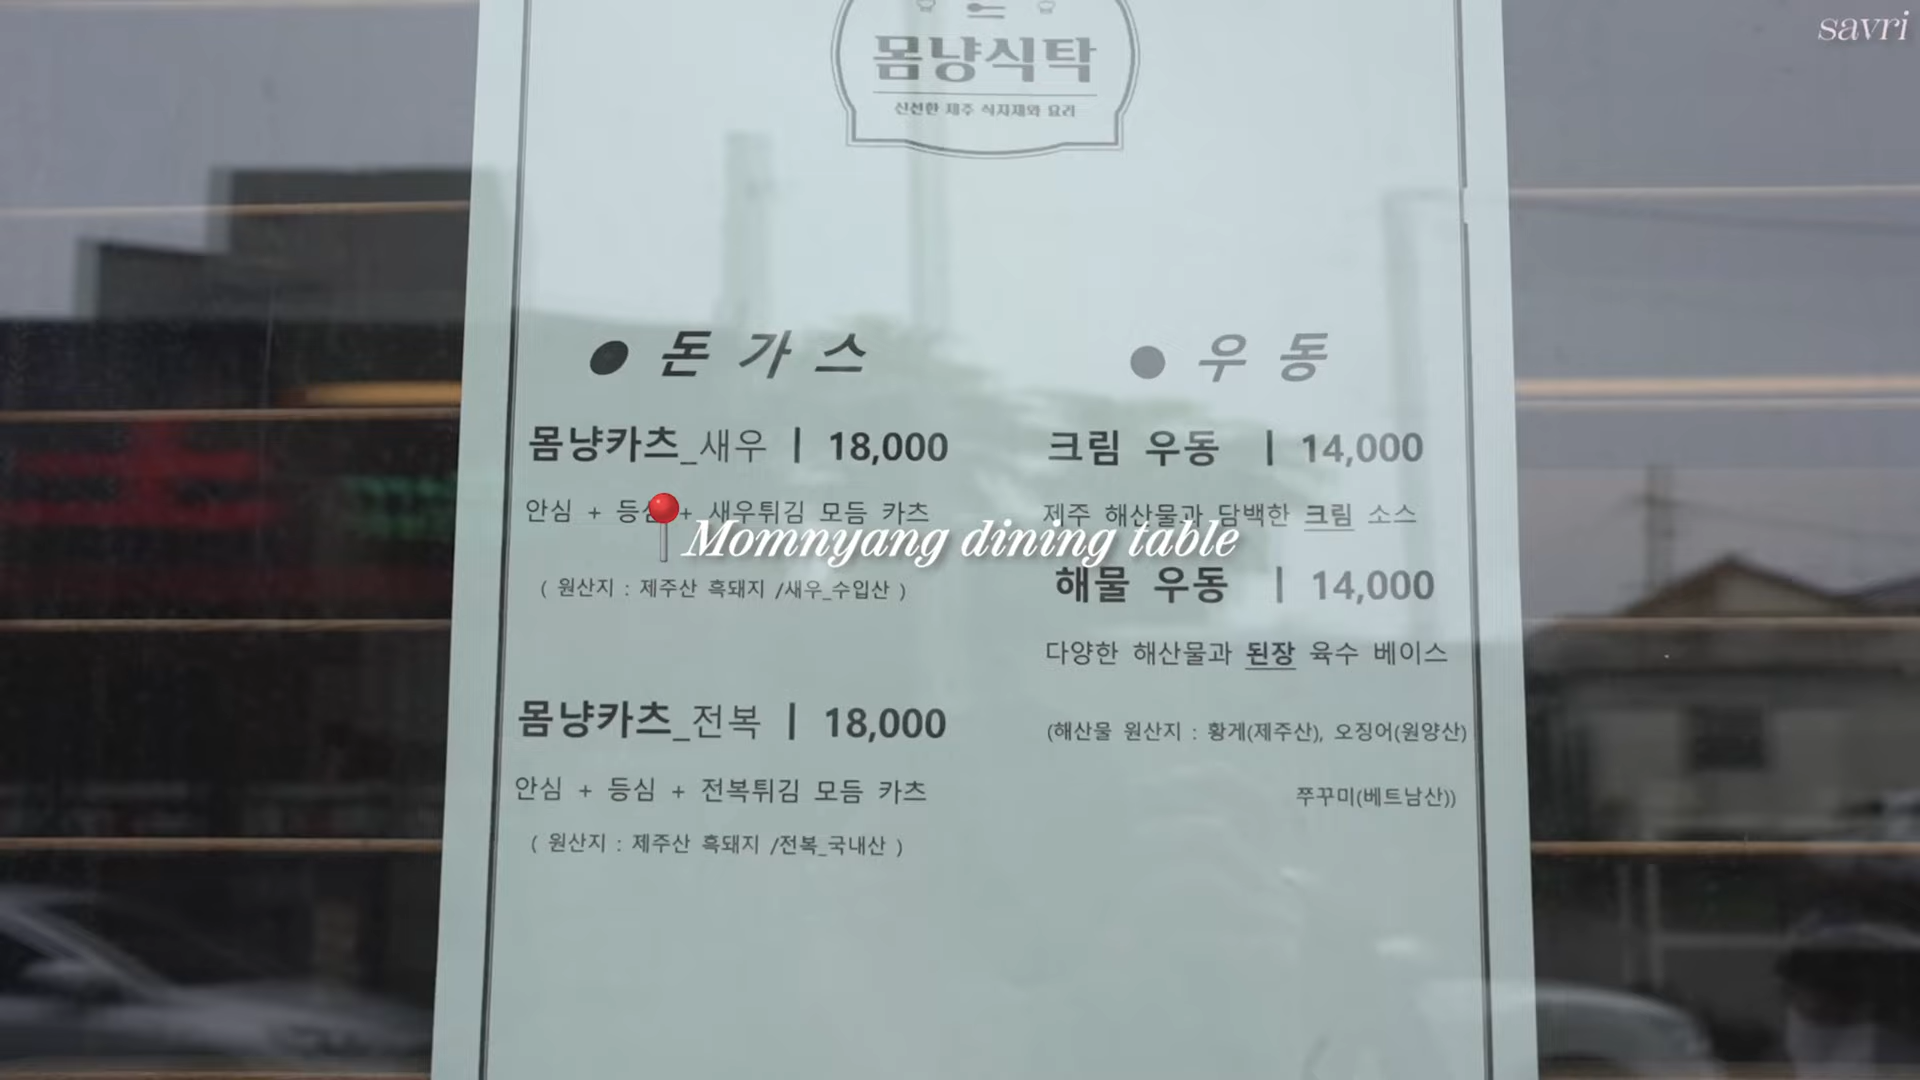 savri
몸냥식탁
신선한 제주 식자재와 요리
● 돈가스
몸냥카츠_새우 | 18,000
안심 + 등심 + 새우튀김 모듬 카츠
( 원산지 : 제주산 흑돼지 /새우_수입산 )
몸냥카츠_전복 | 18,000
안심 + 등심 + 전복튀김 모듬 카츠
( 원산지 : 제주산 흑돼지 /전복_국내산 )
● 우동
크림 우동 | 14,000
제주 해산물과 담백한 크림 소스
해물 우동 | 14,000
다양한 해산물과 된장 육수 베이스
(해산물 원산지 : 황게(제주산), 오징어(원양산)
쭈꾸미(베트남산))
📍Momnyang dining table